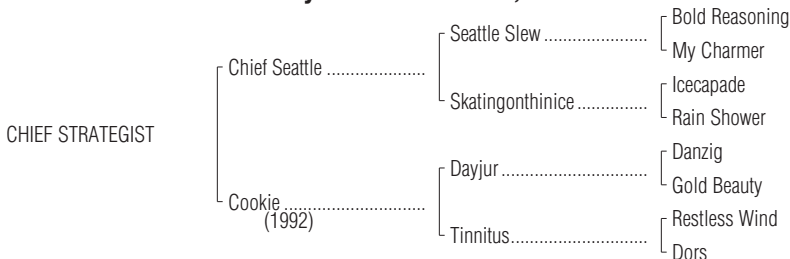 Bold Reasoning
Seattle Slew ......................
My Charmer
Chief Seattle .....................
Icecapade
Skatingonthinice ...............
Rain Shower
CHIEF STRATEGIST
Danzig
Dayjur ................................
Gold Beauty
Cookie ..............................
(1992)
Restless Wind
Tinnitus..............................
Dors